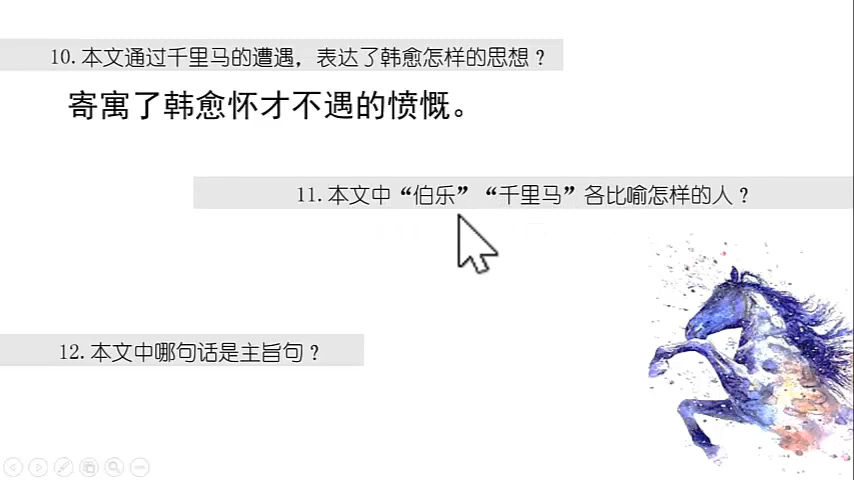 10.本文通过千里马的遭遇，表达了韩愈怎样的思想？
寄寓了韩愈怀才不遇的愤慨。
11.本文中“伯乐”“千里马”各比喻怎样的人？
12.本文中哪句话是主旨句？